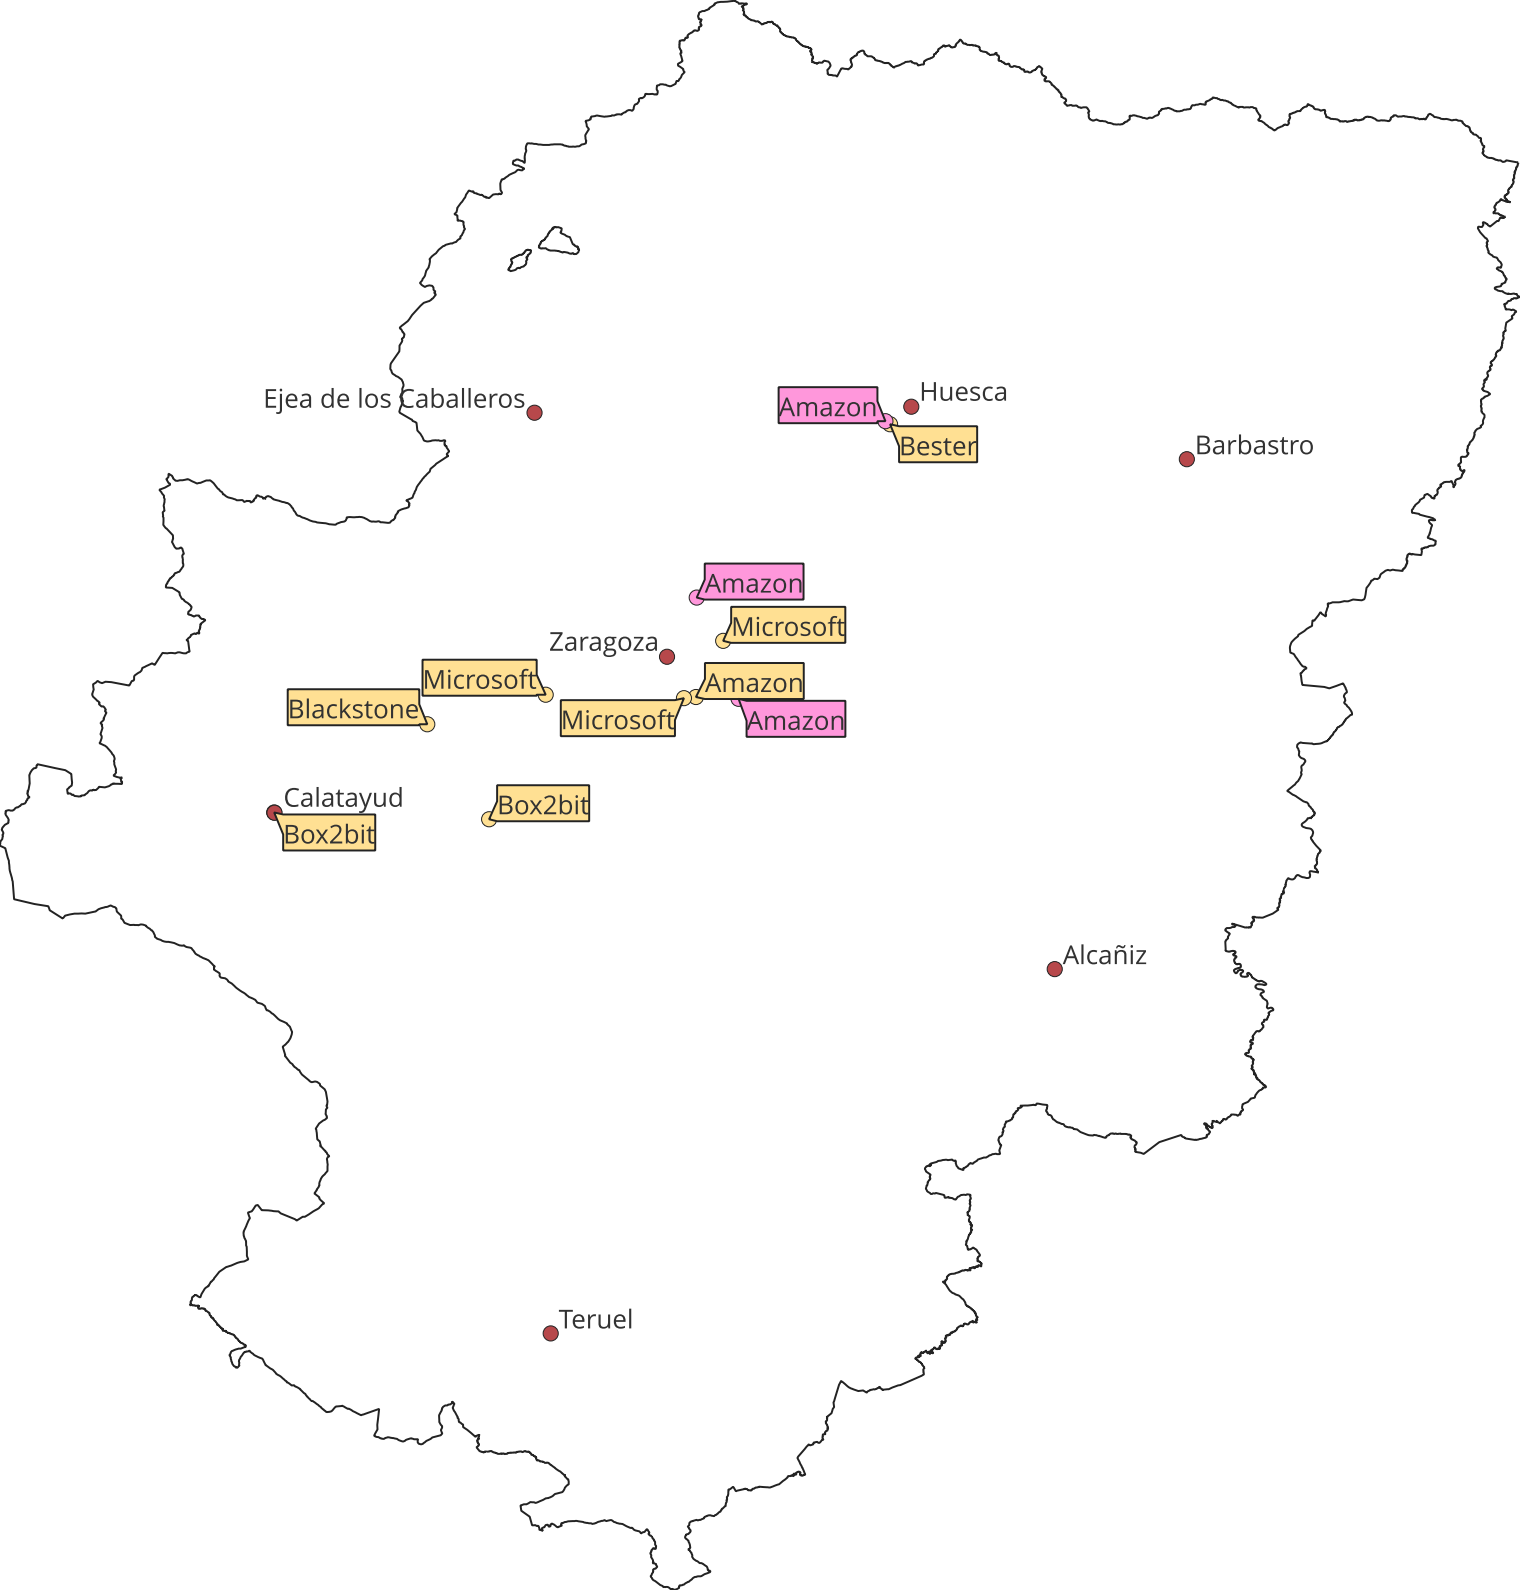 Huesca
Ejea de los Caballeros
Amazon
Bester
Barbastro
Amazon
Microsoft
Zaragoza
Microsoft
Amazon
Blackstone
Microsoft
Amazon
Calatayud
Box2bit
Box2bit
Alcañiz
Teruel